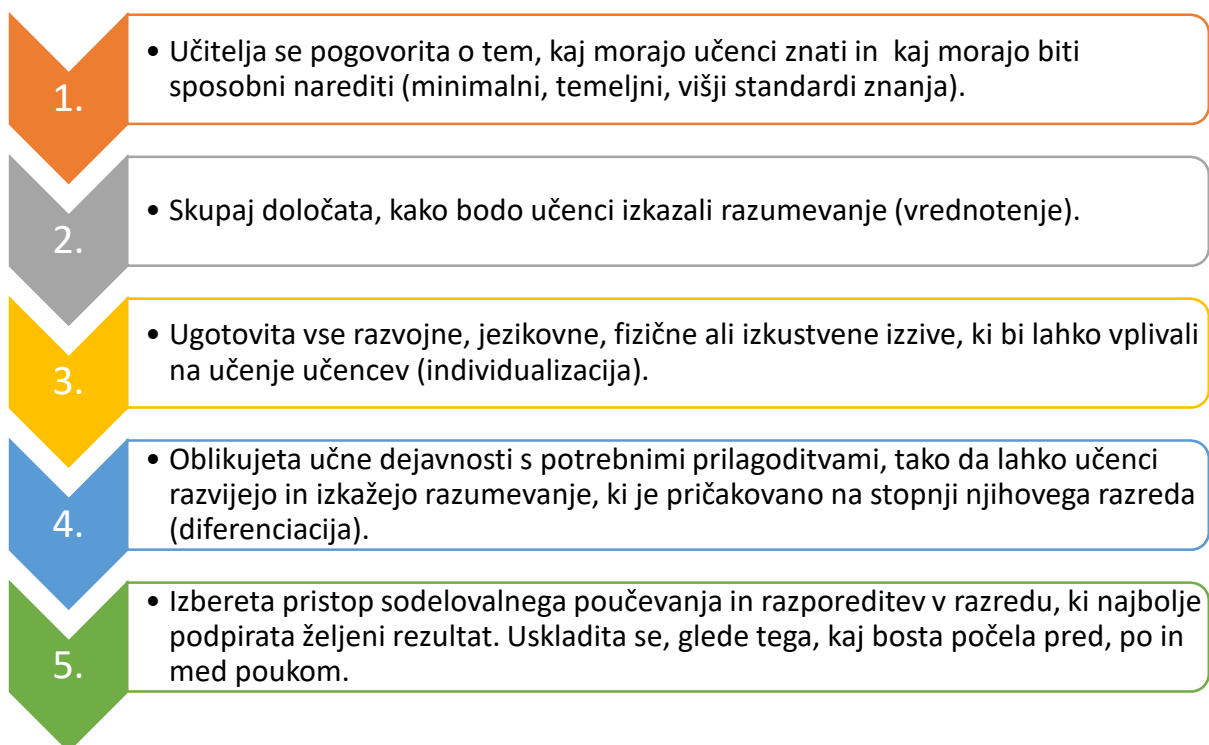 1.
• Učitelja se pogovorita o tem, kaj morajo učenci znati in  kaj morajo biti
sposobni narediti (minimalni, temeljni, višji standardi znanja).
2.
• Skupaj določata, kako bodo učenci izkazali razumevanje (vrednotenje).
3.
• Ugotovita vse razvojne, jezikovne, fizične ali izkustvene izzive, ki bi lahko vplivali
na učenje učencev (individualizacija).
4.
• Oblikujeta učne dejavnosti s potrebnimi prilagoditvami, tako da lahko učenci
razvijejo in izkažejo razumevanje, ki je pričakovano na stopnji njihovega razreda
(diferenciacija).
5.
• Izbereta pristop sodelovalnega poučevanja in razporeditev v razredu, ki najbolje
podpirata željeni rezultat. Uskladita se, glede tega, kaj bosta počela pred, po in
med poukom.